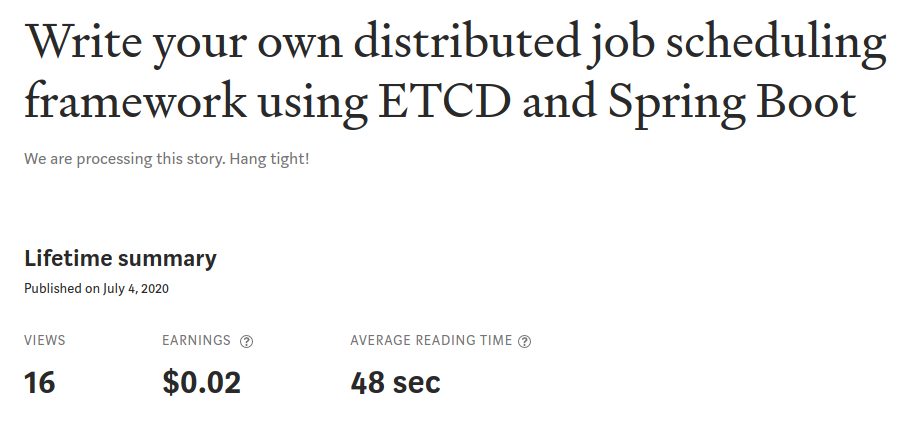 Write your own distributed job scheduling
framework using ETCD and Spring Boot
We are processing this story. Hang tight!
Lifetime summary
Published on July 4, 2020
VIEWS EARNINGS ? AVERAGE READING TIME ?
16 $0.02 48 sec